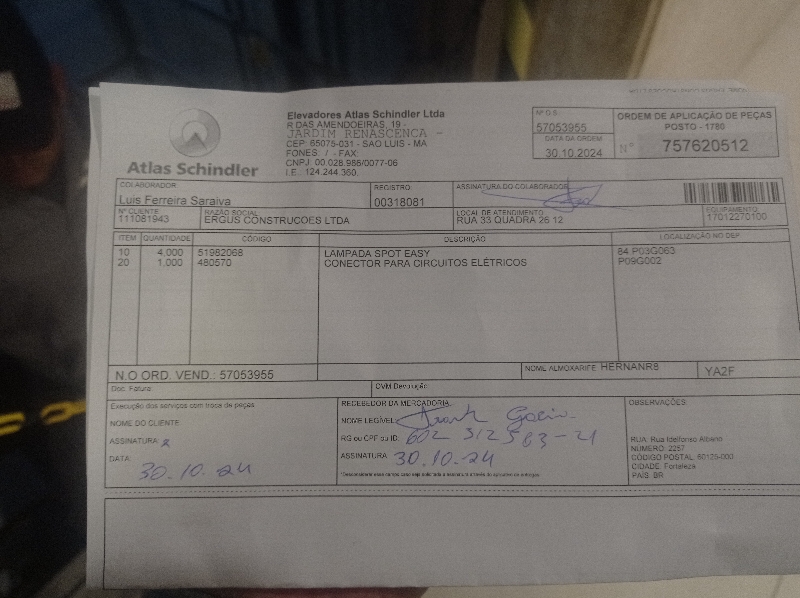 Elevadores Atlas Schindler Ltda
R DAS AMENDOEIRAS, 19 -
JARDIM RENASCENCA -
CEP: 65075-031 - SAO LUIS - MA
FONES: / - FAX:
CNPJ: 00.028.986/0077-06
I.E.: 124.244.360.
Atlas Schindler
Nº O.S.
57053955
DATA DA ORDEM
30.10.2024
ORDEM DE APLICAÇÃO DE PEÇAS
POSTO - 1780
N° 757620512
COLABORADOR
Luis Ferreira Saraiva
REGISTRO
00318081
ASSINATURA DO COLABORADOR
Nº CLIENTE
111081943
RAZÃO SOCIAL
ERGUS CONSTRUCOES LTDA
LOCAL DE ATENDIMENTO
RUA 33 QUADRA 26 12
EQUIPAMENTO
17012270100
ITEM QUANTIDADE CÓDIGO DESCRIÇÃO LOCALIZAÇÃO NO DEP.
10 4,000 51982068 LAMPADA SPOT EASY 84 P03G063
20 1,000 480570 CONECTOR PARA CIRCUITOS ELÉTRICOS P09G002
N.O ORD. VEND.: 57053955
NOME ALMOXARIFE: HERNANR8
YA2F
Doc. Fatura:
OVM Devolução:
Execução dos serviços com troca de peças
NOME DO CLIENTE:
ASSINATURA:
DATA:
30.10.24
RECEBEDOR DA MERCADORIA:
NOME LEGÍVEL:
RG ou CPF ou ID: 602 312563-21
ASSINATURA: 30.10.24
OBSERVAÇÕES:
RUA: Rua Idelfonso Albano
NÚMERO: 2257
CÓDIGO POSTAL: 60125-000
CIDADE: Fortaleza
PAÍS: BR